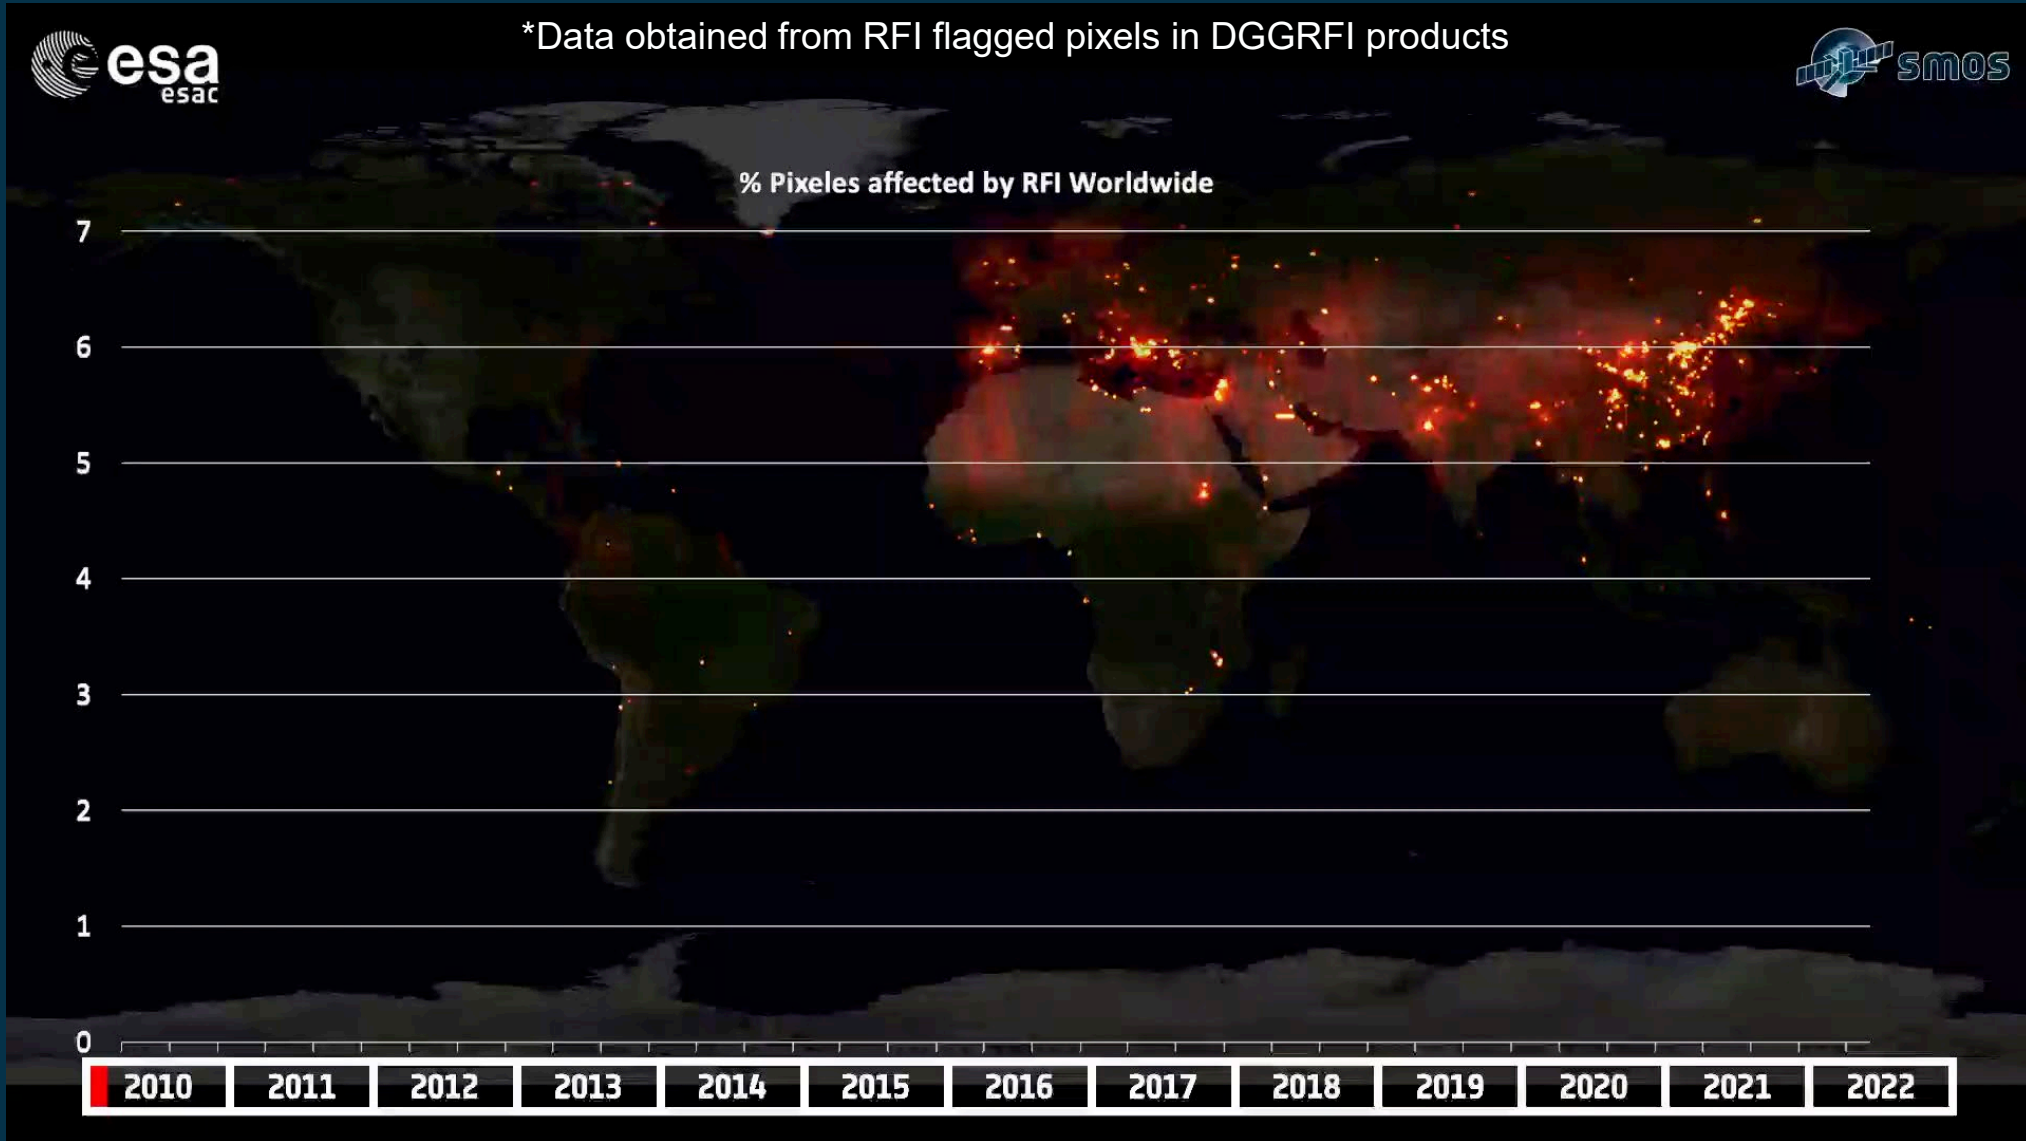 *Data obtained from RFI flagged pixels in DGGRFI products
esa
esac
smos
% Pixeles affected by RFI Worldwide
7
6
5
4
3
2
1
0
2010 2011 2012 2013 2014 2015 2016 2017 2018 2019 2020 2021 2022